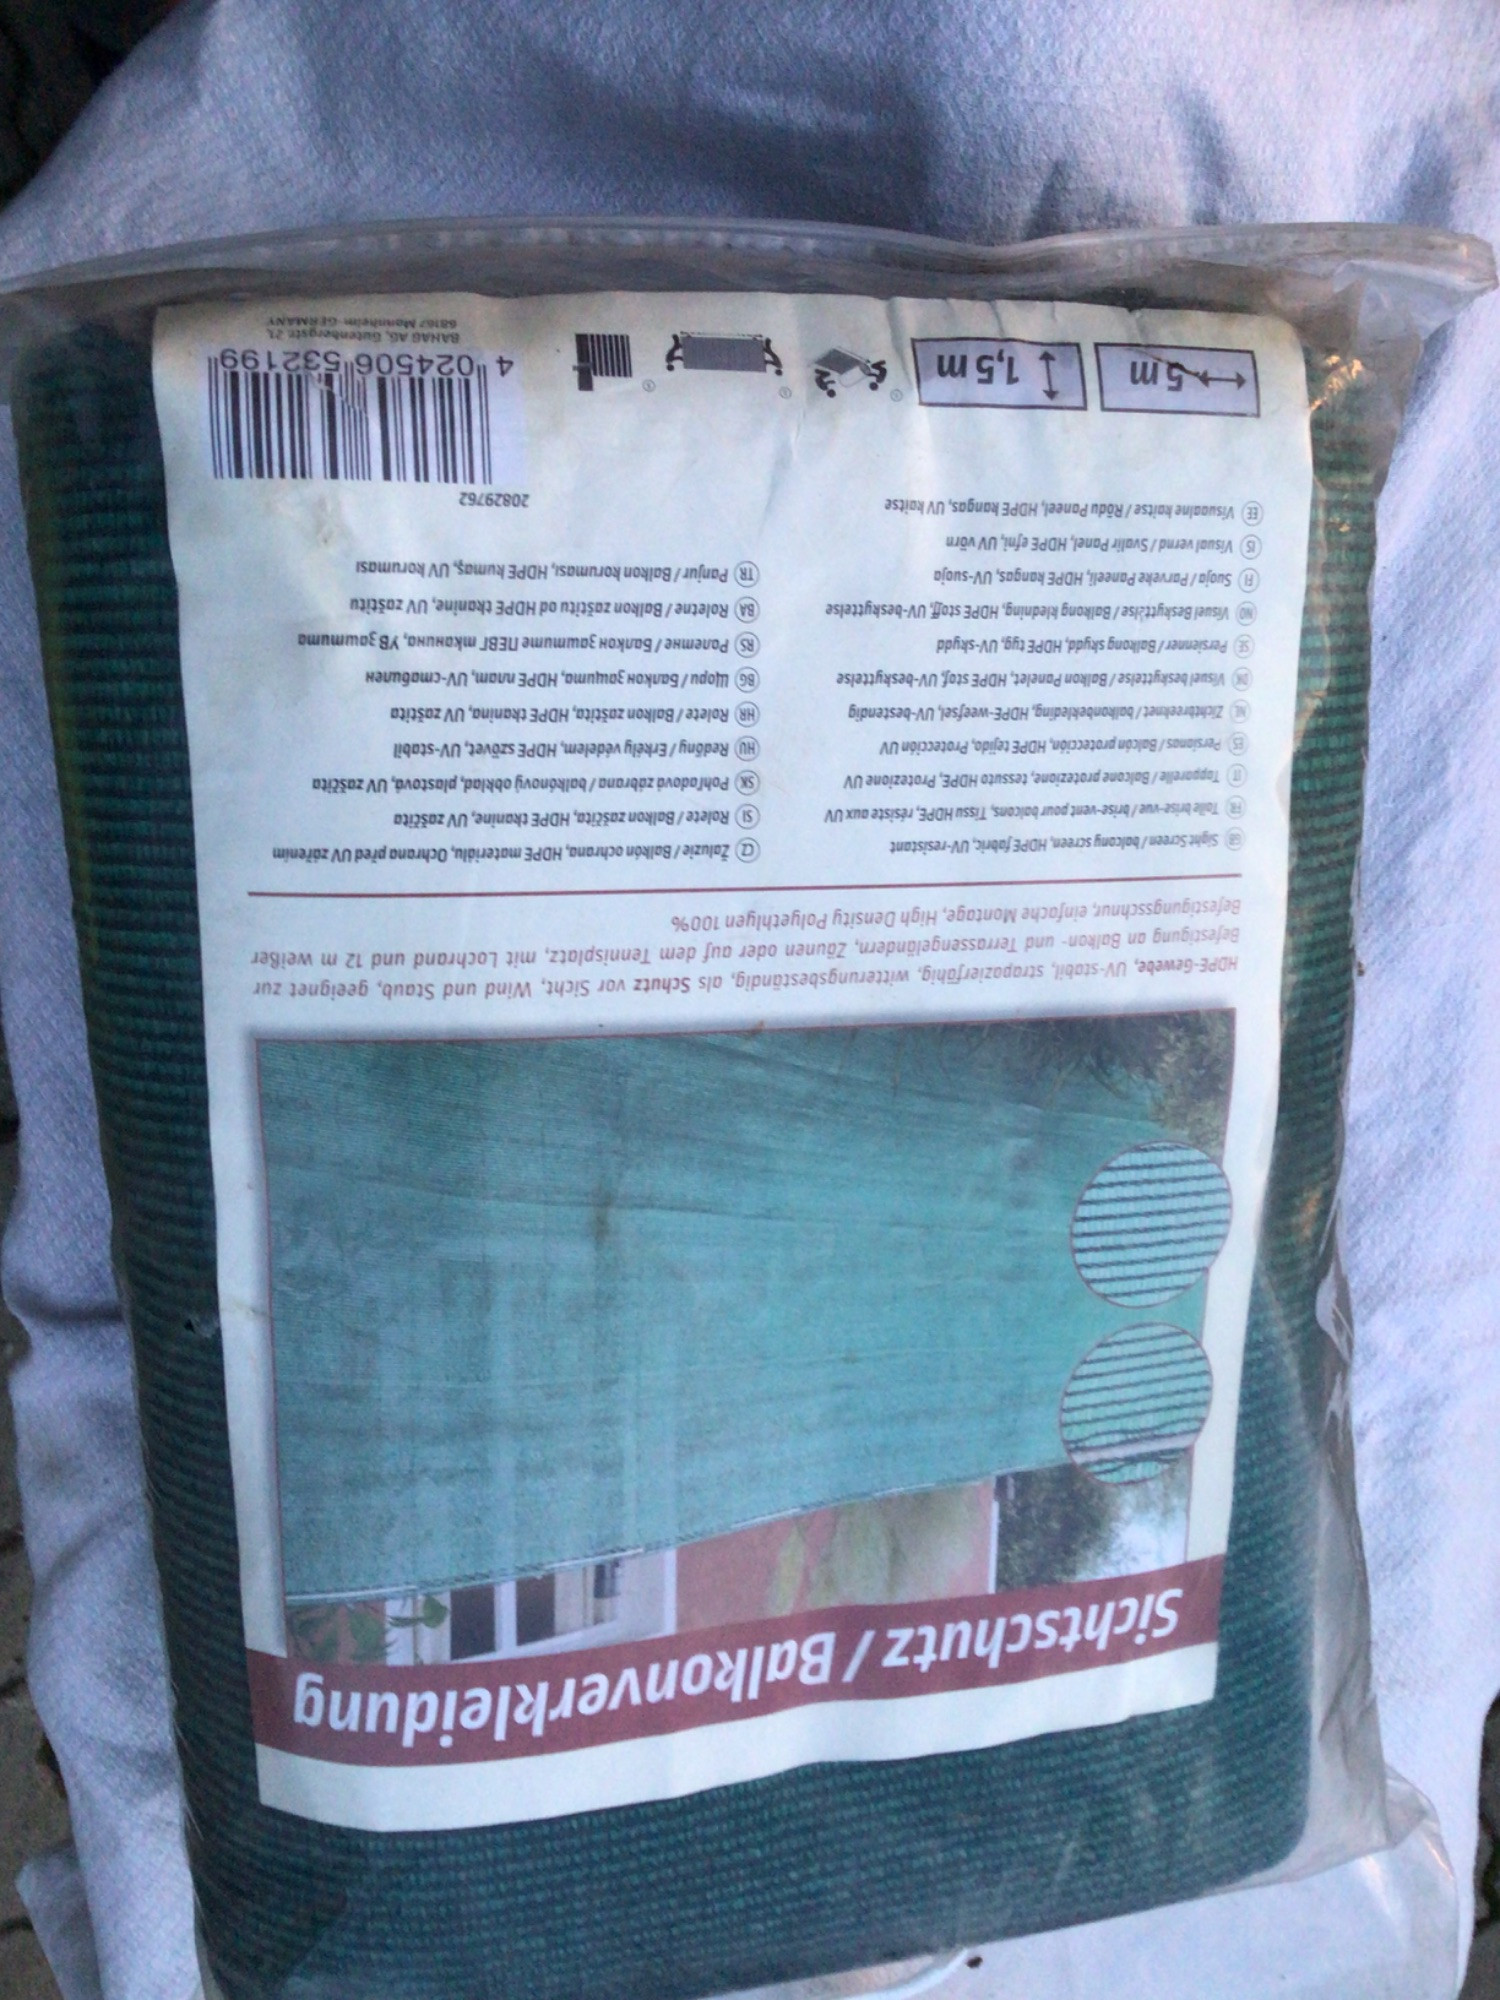 Sichtschutz / Balkonverkleidung
HDPE-Gewebe, UV-stabil, strapazierfähig, witterungsbeständig, als Schutz vor Sicht, Wind und Staub, geeignet zur
Befestigung an Balkon- und Terrassengeländern, Zäunen oder auf dem Tennisplatz, mit Lochrand und 12 m weißer
Befestigungsschnur, einfache Montage, High Density Polyethlyen 100%
GB Sight Screen / balcony screen, HDPE fabric, UV-resistant
FR Toile brise-vue / brise-vent pour balcons, Tissu HDPE, résiste aux UV
IT Tapparelle / Balcone protezione, tessuto HDPE, Protezione UV
ES Persianas / Balcón protección, HDPE tejido, Protección UV
NL Zichtbreeknet / balkonbekleding, HDPE-weefsel, UV-bestendig
DK Visuel beskyttelse / Balkon Panelet, HDPE stof, UV-beskyttelse
SE Persienner / Balkong skydd, HDPE tyg, UV-skydd
NO Visuel / Balkong kledning, HDPE stoff, UV-beskyttelse
FI Suoja / Parveke Paneeli, HDPE kangas, UV-suoja
IS Visual vernd / Svalir Panel, HDPE efni, UV vörn
EE Visuaalne kaitse / Rõdu Paneel, HDPE kangas, UV kaitse
CZ Žaluzie / Balkón ochrana, HDPE materiálu, Ochrana před UV zářením
SI Rolete / Balkon zaščita, HDPE tkanine, UV zaščita
SK Pohľadová zábrana / balkónový obklad, plastová, UV zaščita
HU Redőny / Erkély védelem, HDPE szövet, UV-stabil
HR Rolete / Balkon zaštita, HDPE tkanina, UV zaštita
BG Щори / Балкон защита, HDPE плат, UV-стабилен
RS Ролетне / Балкон заштите ПЕВГ тканина, УВ заштита
BA Roletne / Balkon zaštitu od HDPE tkanine, UV zaštitu
TR Panjur / Balkon koruması, HDPE kumaş, UV koruması
20829762
5 m
1,5 m
4 024506 532199
BAHAG AG, Gutenbergstr. 21,
68167 Mannheim-GERMANY